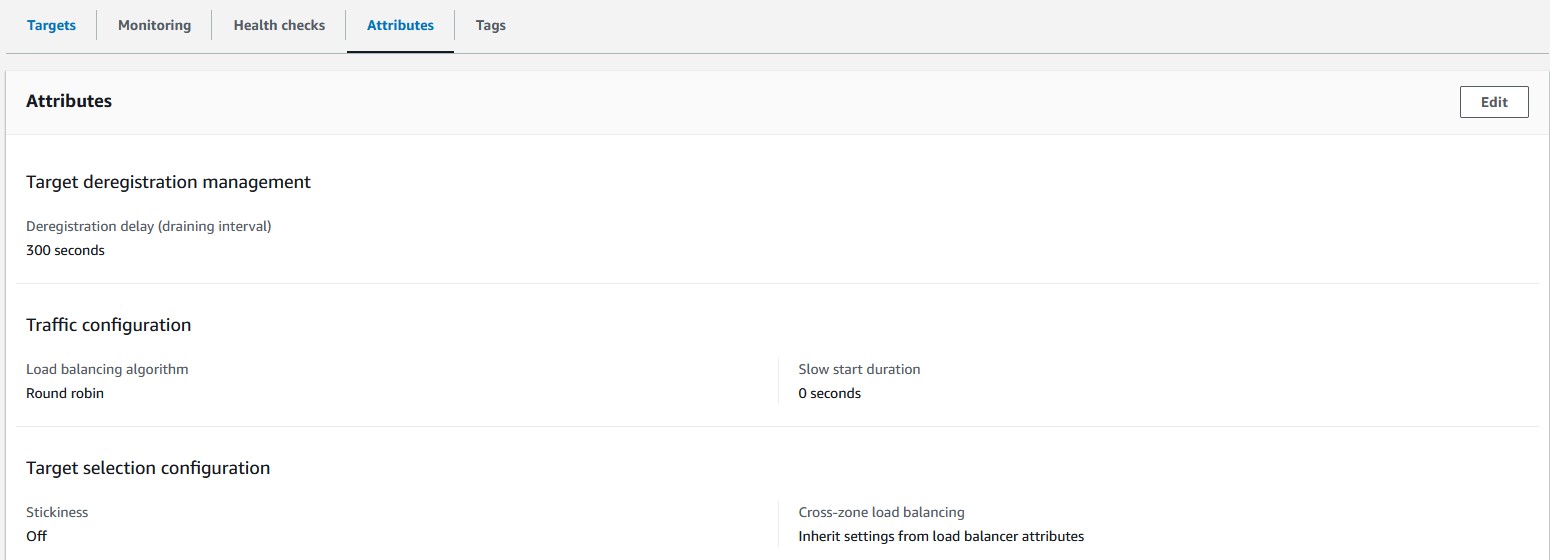 Targets Monitoring Health checks Attributes Tags
Attributes Edit
Target deregistration management
Deregistration delay (draining interval)
300 seconds
Traffic configuration
Load balancing algorithm Slow start duration
Round robin 0 seconds
Target selection configuration
Stickiness Cross-zone load balancing
Off Inherit settings from load balancer attributes